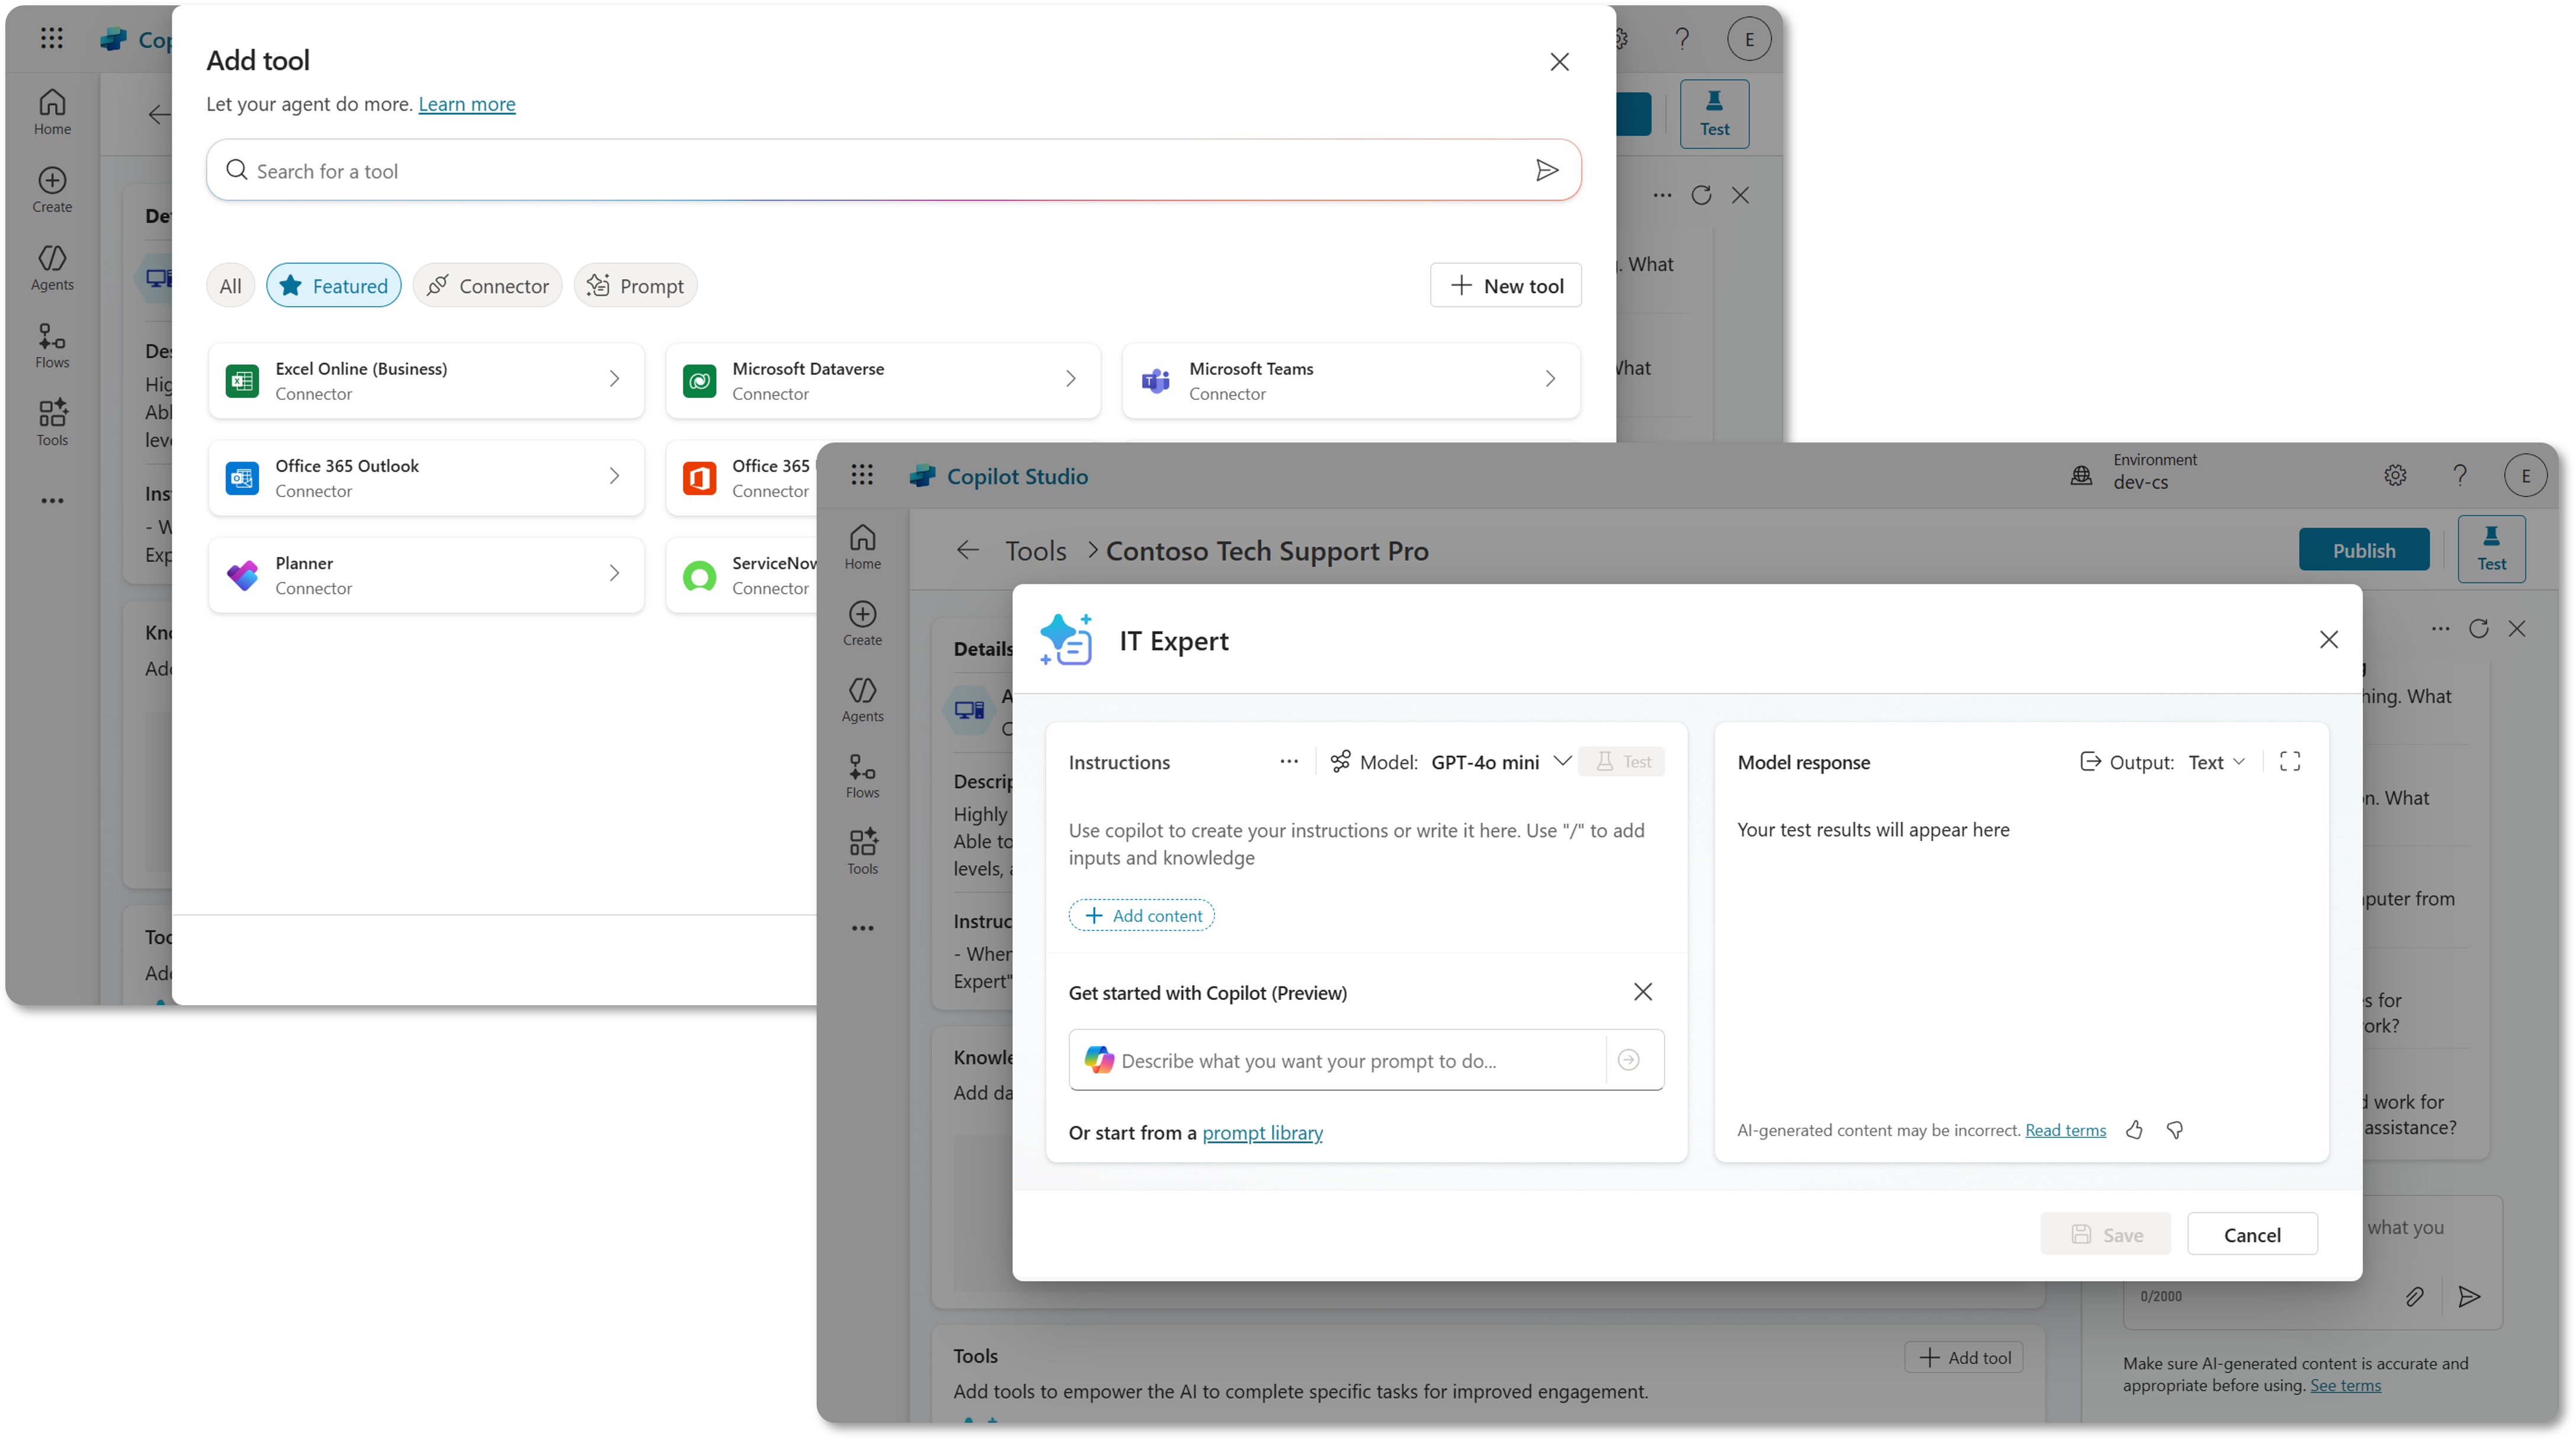 Cop
E
Home
Create
Agents
Flows
Tools
Add tool
Let your agent do more. Learn more
Search for a tool
All
Featured
Connector
Prompt
New tool
Excel Online (Business)
Connector
Microsoft Dataverse
Connector
Microsoft Teams
Connector
Office 365 Outlook
Connector
Office 365
Connector
Planner
Connector
ServiceNow
Connector
Test
. What
What
De
Des
Hig
Abl
lev
Ins
- W
Exp
Kn
Ad
Too
Ad
Copilot Studio
Environment
dev-cs
E
Home
Create
Agents
Flows
Tools
Tools
Contoso Tech Support Pro
Publish
Test
Details
A
Descrip
Highly
Able to
levels, a
Instruc
- When
Expert"
Knowle
Add da
IT Expert
Instructions
Model: GPT-4o mini
Test
Use copilot to create your instructions or write it here. Use "/" to add
inputs and knowledge
Add content
Get started with Copilot (Preview)
Describe what you want your prompt to do...
Or start from a prompt library
Model response
Output: Text
Your test results will appear here
AI-generated content may be incorrect. Read terms
Save
Cancel
hing. What
n. What
puter from
s for
ork?
d work for
assistance?
what you
0/2000
Make sure AI-generated content is accurate and
appropriate before using. See terms
Tools
Add tool
Add tools to empower the AI to complete specific tasks for improved engagement.